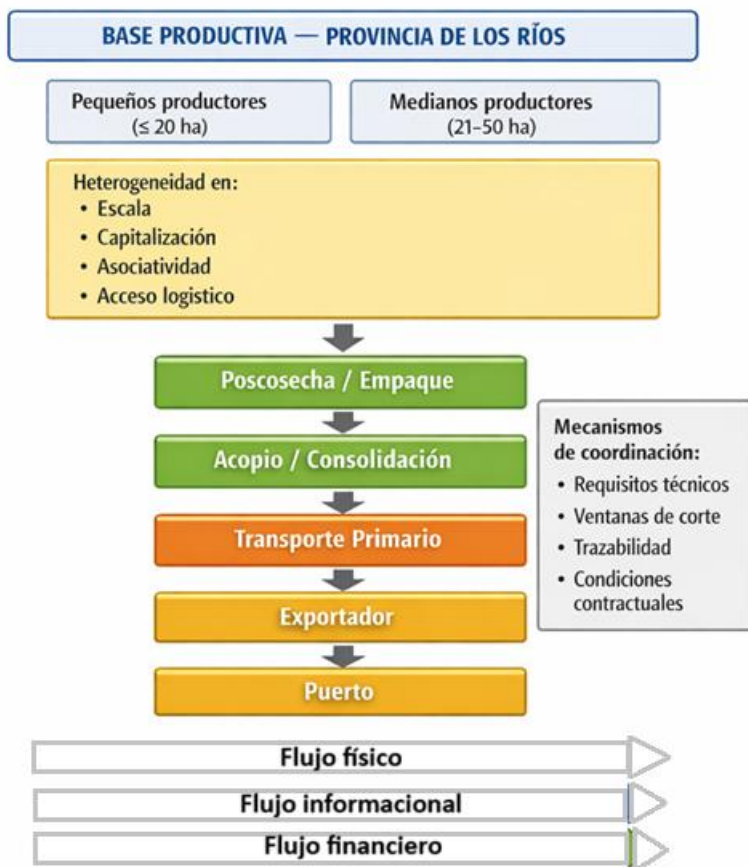 BASE PRODUCTIVA — PROVINCIA DE LOS RÍOS
Pequeños productores
(≤ 20 ha)
Medianos productores
(21–50 ha)
Heterogeneidad en:
• Escala
• Capitalización
• Asociatividad
• Acceso logistico
Poscosecha / Empaque
Acopio / Consolidación
Transporte Primario
Exportador
Puerto
Mecanismos
de coordinación:
• Requisitos técnicos
• Ventanas de corte
• Trazabilidad
• Condiciones
contractuales
Flujo físico
Flujo informacional
Flujo financiero